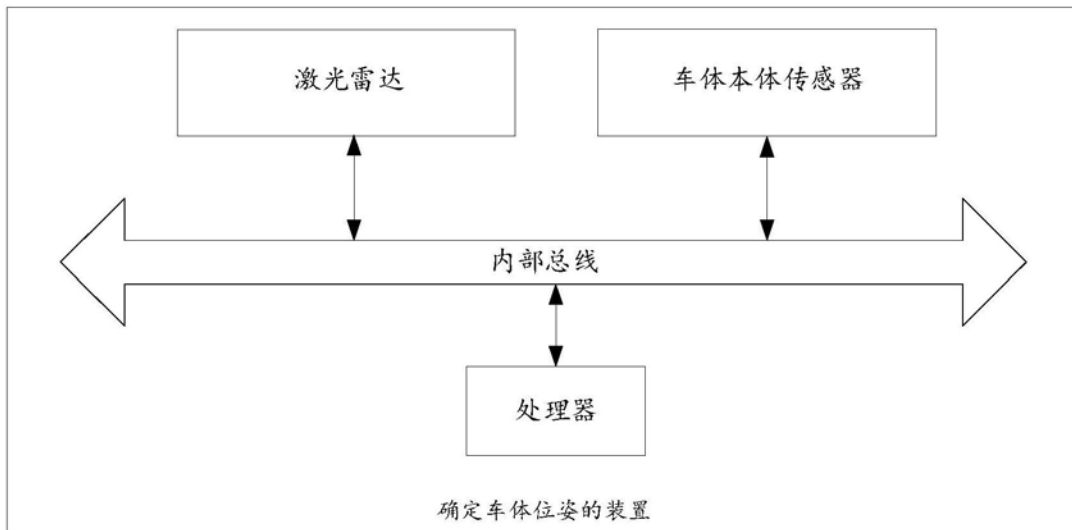 激光雷达
车体本体传感器
内部总线
处理器
确定车体位姿的装置